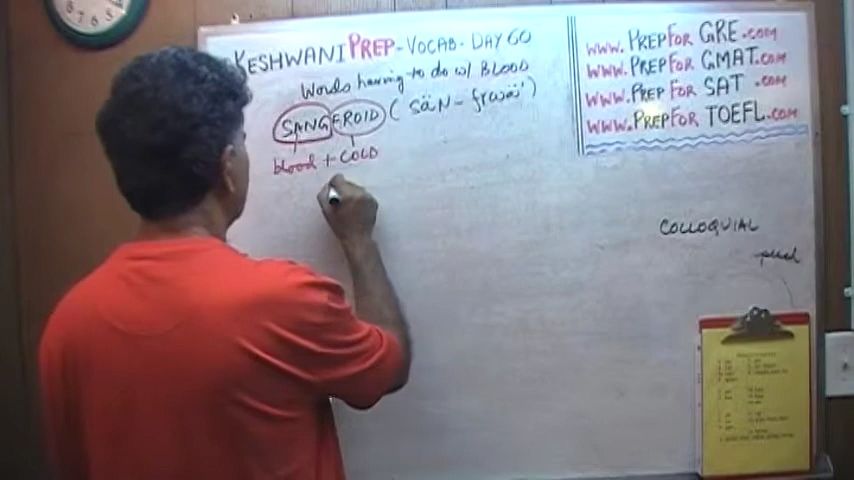 KESHWANI PREP - VOCAB - DAY 60
Words having to do w/ BLOOD
SANGFROID (säN - frwä')
blood + COLD
www.PREPFOR GRE.com
www.PREPFOR GMAT.com
www.PREPFOR SAT.com
www.PREPFOR TOEFL.com
COLLOQUIAL